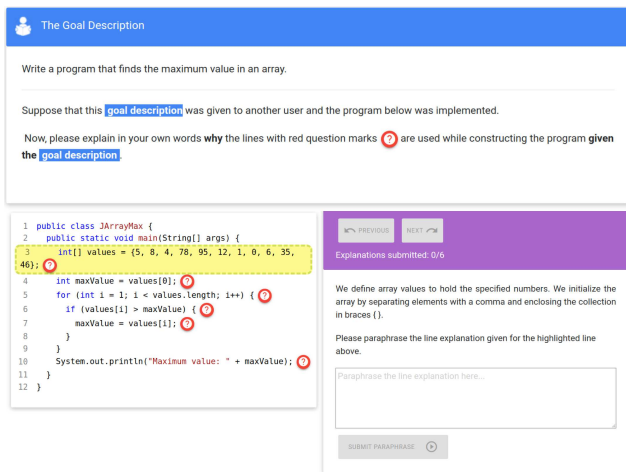 The Goal Description
Write a program that finds the maximum value in an array.
Suppose that this goal description was given to another user and the program below was implemented.
Now, please explain in your own words why the lines with red question marks ? are used while constructing the program given
the goal description.
1 public class JArrayMax {
2 public static void main(String[] args) {
3 int[] values = {5, 8, 4, 78, 95, 12, 1, 0, 6, 35,
46}; ?
4 int maxValue = values[0]; ?
5 for (int i = 1; i < values.length; i++) { ?
6 if (values[i] > maxValue) { ?
7 maxValue = values[i]; ?
8 }
9 }
10 System.out.println("Maximum value: " + maxValue); ?
11 }
12 }
PREVIOUS NEXT
Explanations submitted: 0/6
We define array values to hold the specified numbers. We initialize the
array by separating elements with a comma and enclosing the collection
in braces { }.
Please paraphrase the line explanation given for the highlighted line
above.
Paraphrase the line explanation here...
SUBMIT PARAPHRASE